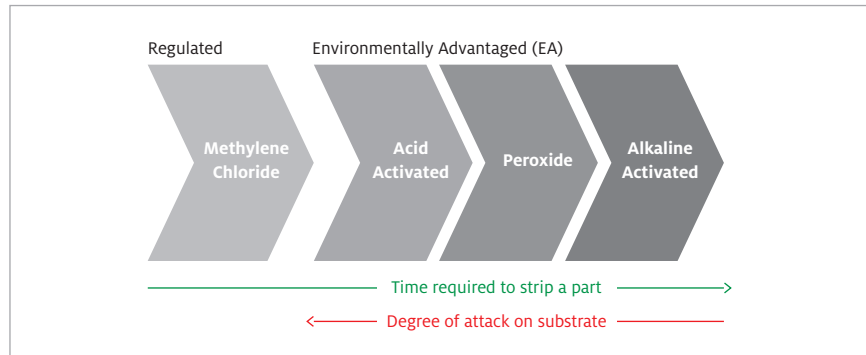 Regulated
Environmentally Advantaged (EA)
Methylene
Chloride
Acid
Activated
Peroxide
Alkaline
Activated
Time required to strip a part
Degree of attack on substrate